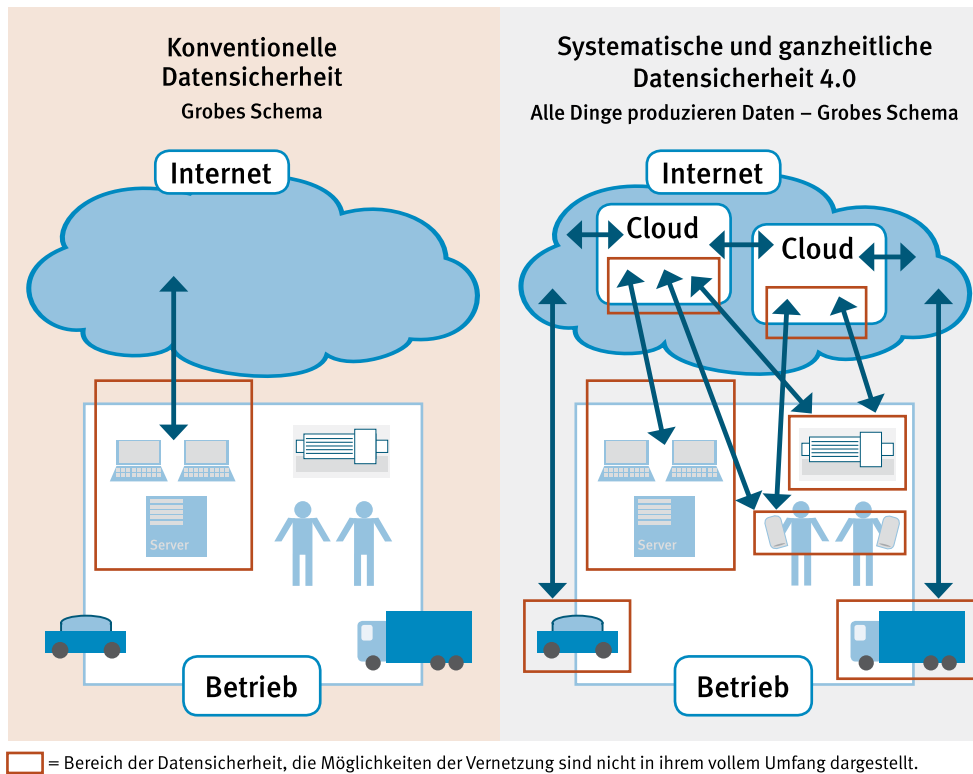 Konventionelle
Datensicherheit
Grobes Schema
Internet
Server
Betrieb
Systematische und ganzheitliche
Datensicherheit 4.0
Alle Dinge produzieren Daten – Grobes Schema
Internet
Cloud
Cloud
Server
Betrieb
= Bereich der Datensicherheit, die Möglichkeiten der Vernetzung sind nicht in ihrem vollem Umfang dargestellt.